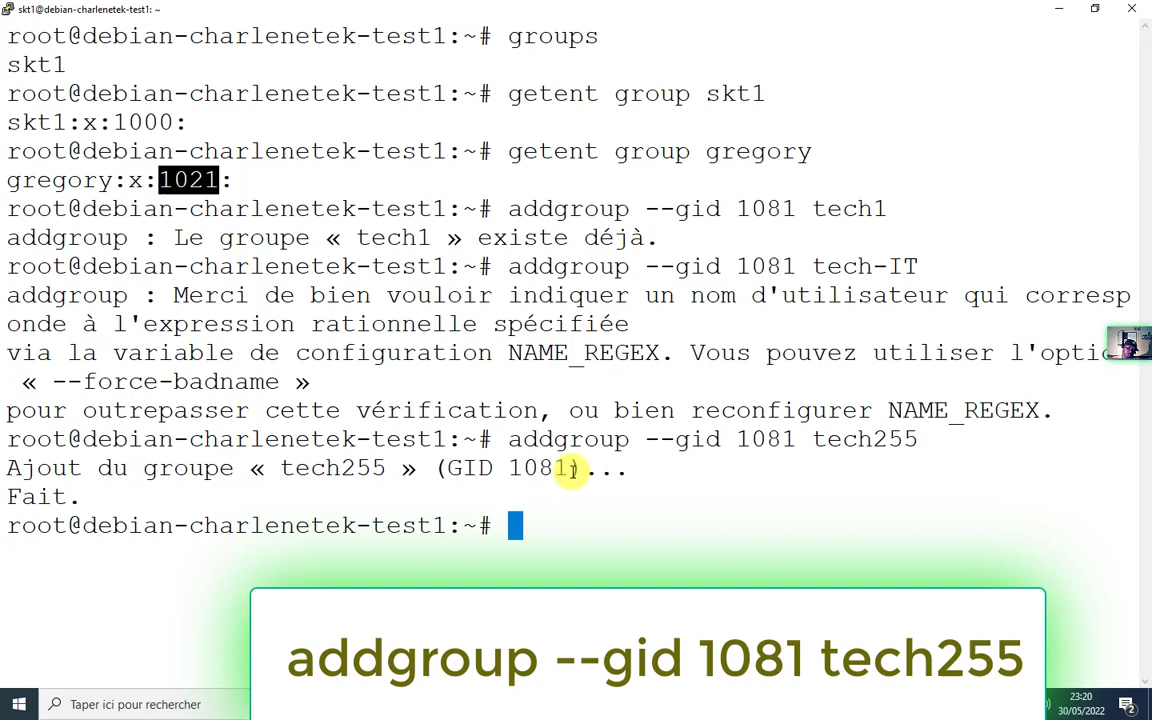 skt1@debian-charlenetek-test1: ~
root@debian-charlenetek-test1:~# groups
skt1
root@debian-charlenetek-test1:~# getent group skt1
skt1:x:1000:
root@debian-charlenetek-test1:~# getent group gregory
gregory:x:1021:
root@debian-charlenetek-test1:~# addgroup --gid 1081 tech1
addgroup : Le groupe « tech1 » existe déjà.
root@debian-charlenetek-test1:~# addgroup --gid 1081 tech-IT
addgroup : Merci de bien vouloir indiquer un nom d'utilisateur qui corresp
onde à l'expression rationnelle spécifiée
via la variable de configuration NAME_REGEX. Vous pouvez utiliser l'optio
« --force-badname »
pour outrepasser cette vérification, ou bien reconfigurer NAME_REGEX.
root@debian-charlenetek-test1:~# addgroup --gid 1081 tech255
Ajout du groupe « tech255 » (GID 1081)...
Fait.
root@debian-charlenetek-test1:~#
addgroup --gid 1081 tech255
Taper ici pour rechercher
23:20
30/05/2022
2